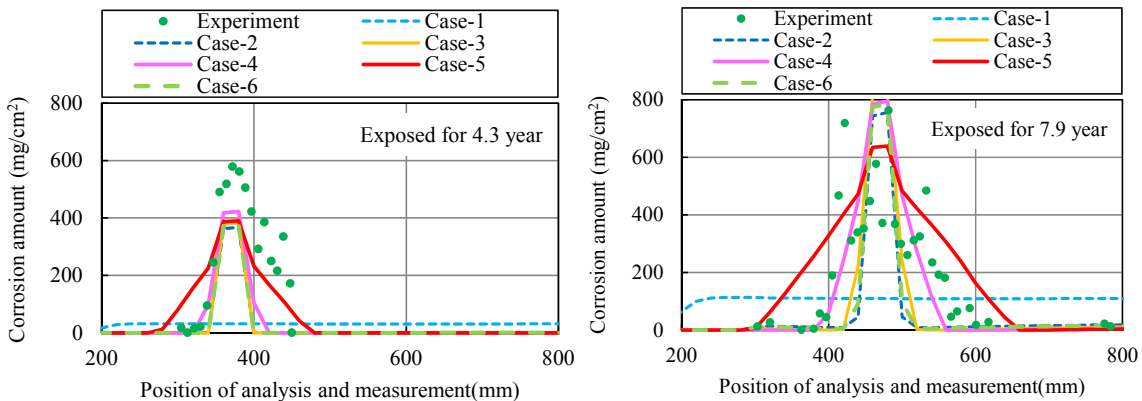 Experiment Case-1
Case-2 Case-3
Case-4 Case-5
Case-6
800
600
400
200
0
Corrosion amount (mg/cm²)
Exposed for 4.3 year
200 400 600 800
Position of analysis and measurement(mm)
Experiment Case-1
Case-2 Case-3
Case-4 Case-5
Case-6
800
600
400
200
0
Corrosion amount (mg/cm²)
Exposed for 7.9 year
200 400 600 800
Position of analysis and measurement(mm)